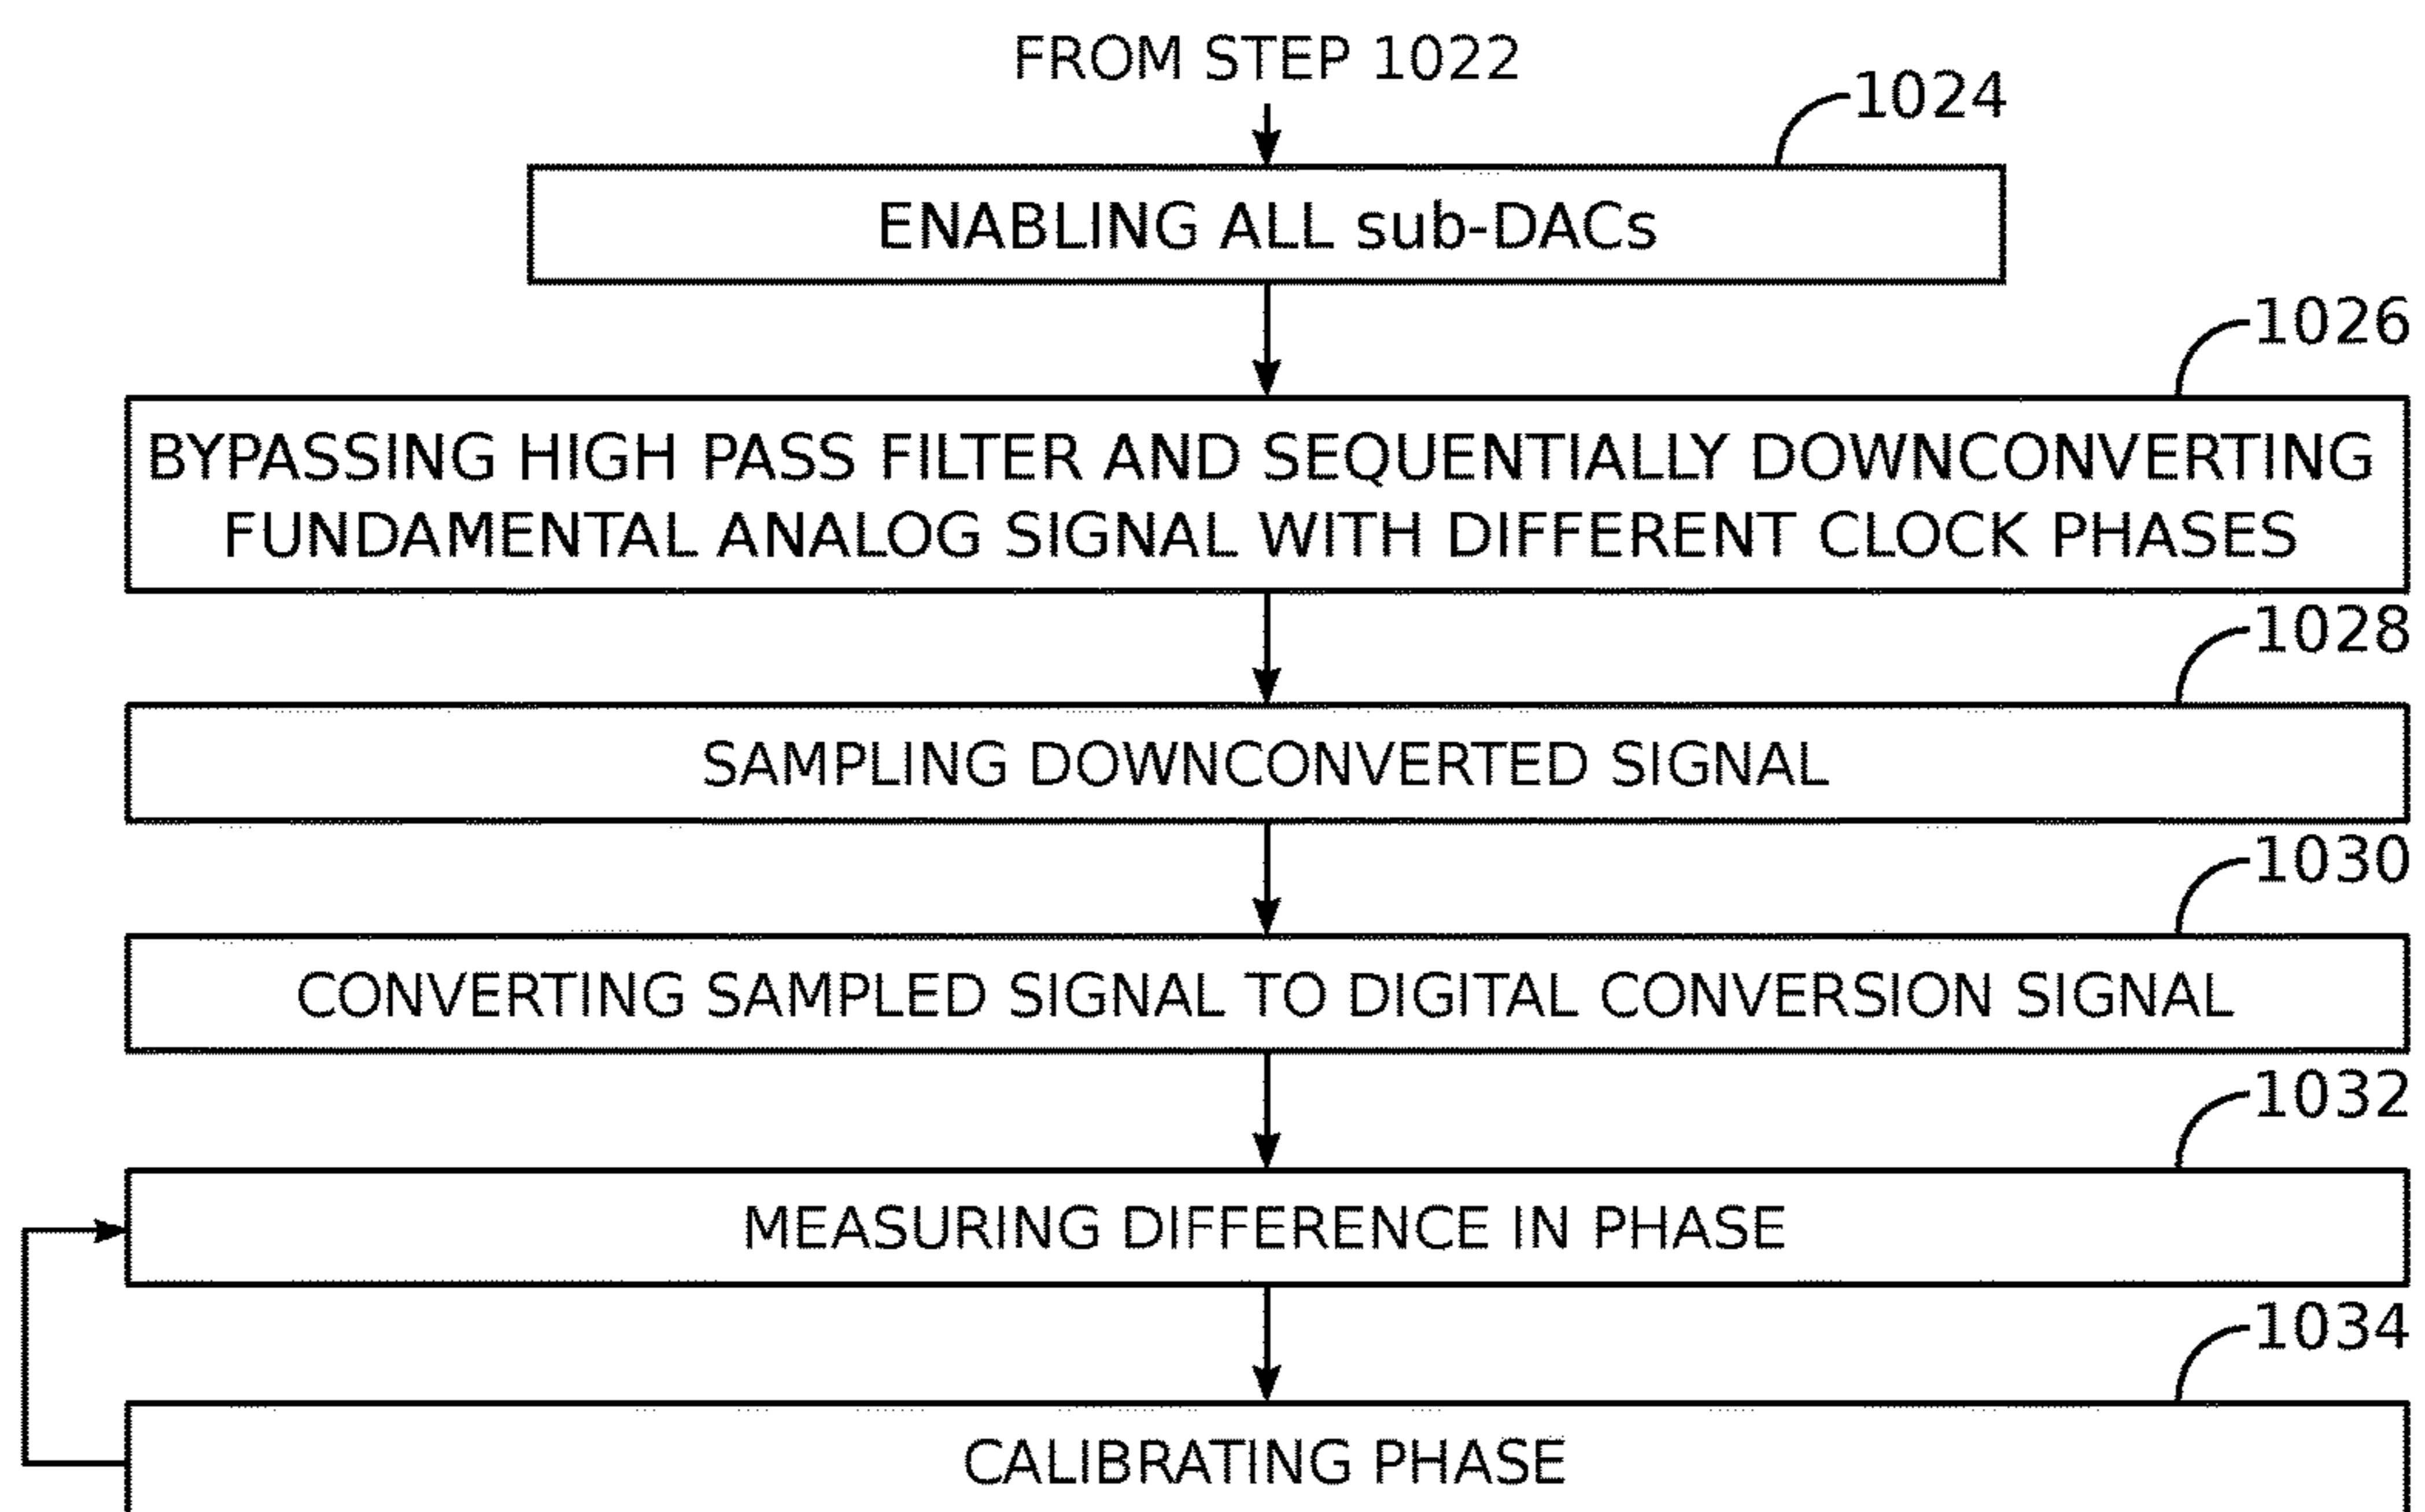 FROM STEP 1022
1024
ENABLING ALL sub-DACs
1026
BYPASSING HIGH PASS FILTER AND SEQUENTIALLY DOWNCONVERTING
FUNDAMENTAL ANALOG SIGNAL WITH DIFFERENT CLOCK PHASES
1028
SAMPLING DOWNCONVERTED SIGNAL
1030
CONVERTING SAMPLED SIGNAL TO DIGITAL CONVERSION SIGNAL
1032
MEASURING DIFFERENCE IN PHASE
1034
CALIBRATING PHASE